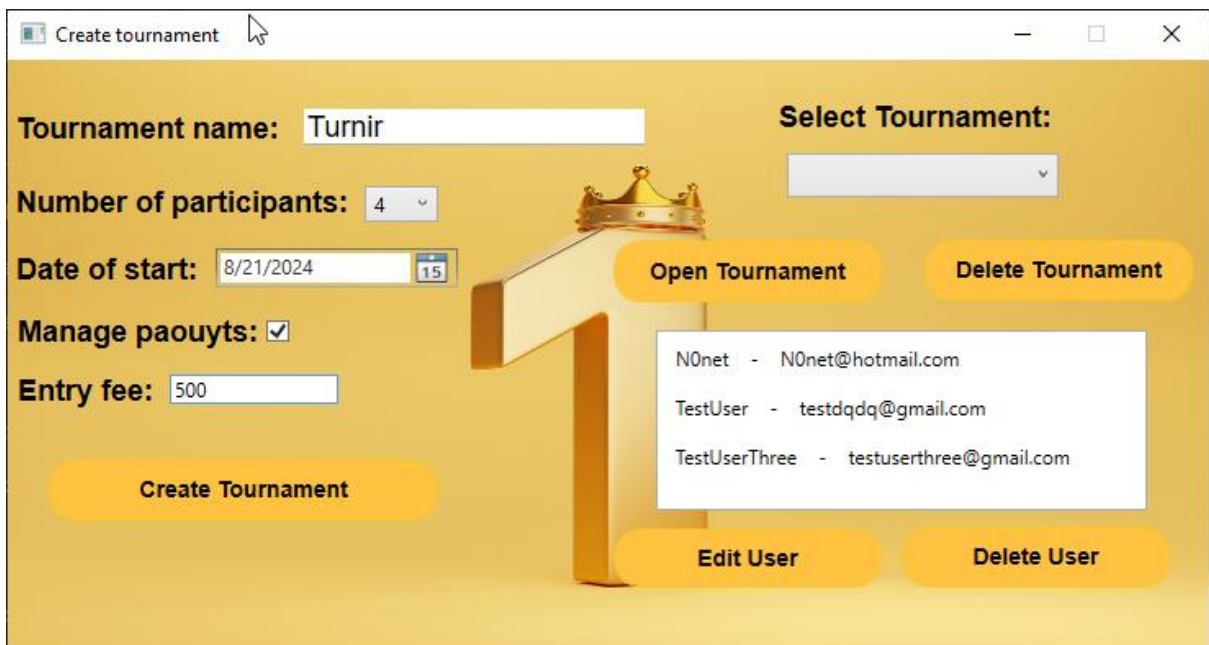 Create tournament
Tournament name: Turnir
Number of participants: 4
Date of start: 8/21/2024 15
Manage paouyts:
Entry fee: 500
Create Tournament
Select Tournament:
Open Tournament Delete Tournament
N0net - N0net@hotmail.com
TestUser - testdqdq@gmail.com
TestUserThree - testuserthree@gmail.com
Edit User Delete User